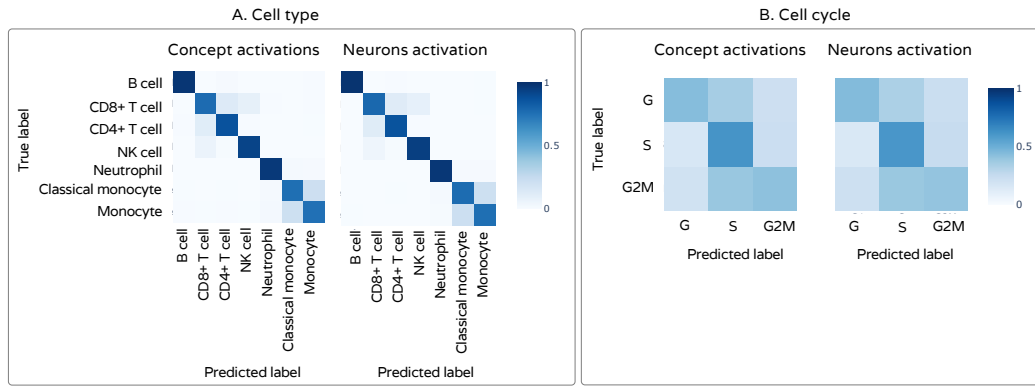 A. Cell type
Concept activations
Neurons activation
True label
B cell
CD8+ T cell
CD4+ T cell
NK cell
Neutrophil
Classical monocyte
Monocyte
1
0.5
0
B cell
CD8+ T cell
CD4+ T cell
NK cell
Neutrophil
Classical monocyte
Monocyte
B cell
CD8+ T cell
CD4+ T cell
NK cell
Neutrophil
Classical monocyte
Monocyte
Predicted label
Predicted label
B. Cell cycle
Concept activations
Neurons activation
True label
G
S
G2M
1
0.5
0
G S G2M
G S G2M
Predicted label
Predicted label